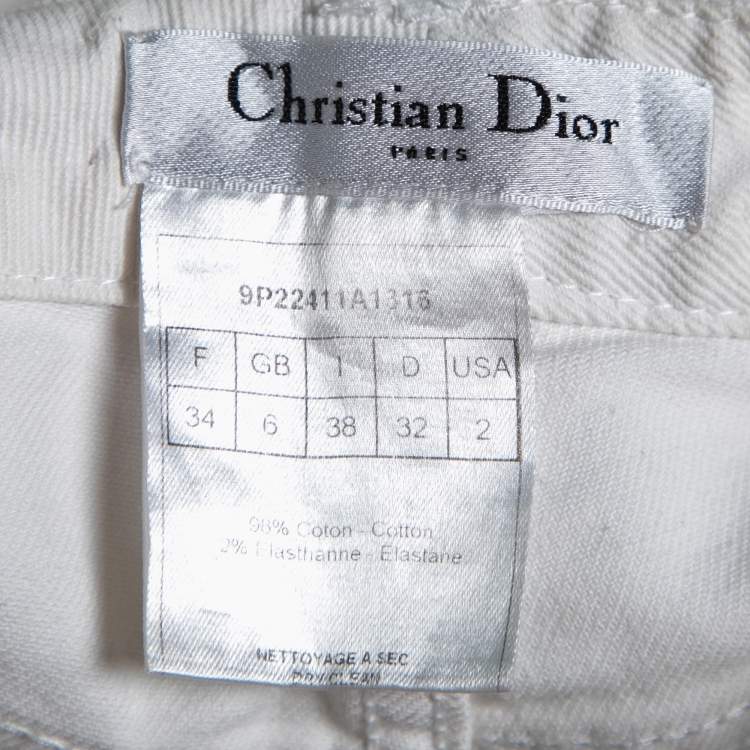 Christian Dior
PARIS
9P22411A1316
F GB I D USA
34 6 38 32 2
98% Coton - Cotton
2% Elasthanne - Elastane
NETTOYAGE A SEC
DRY CLEAN